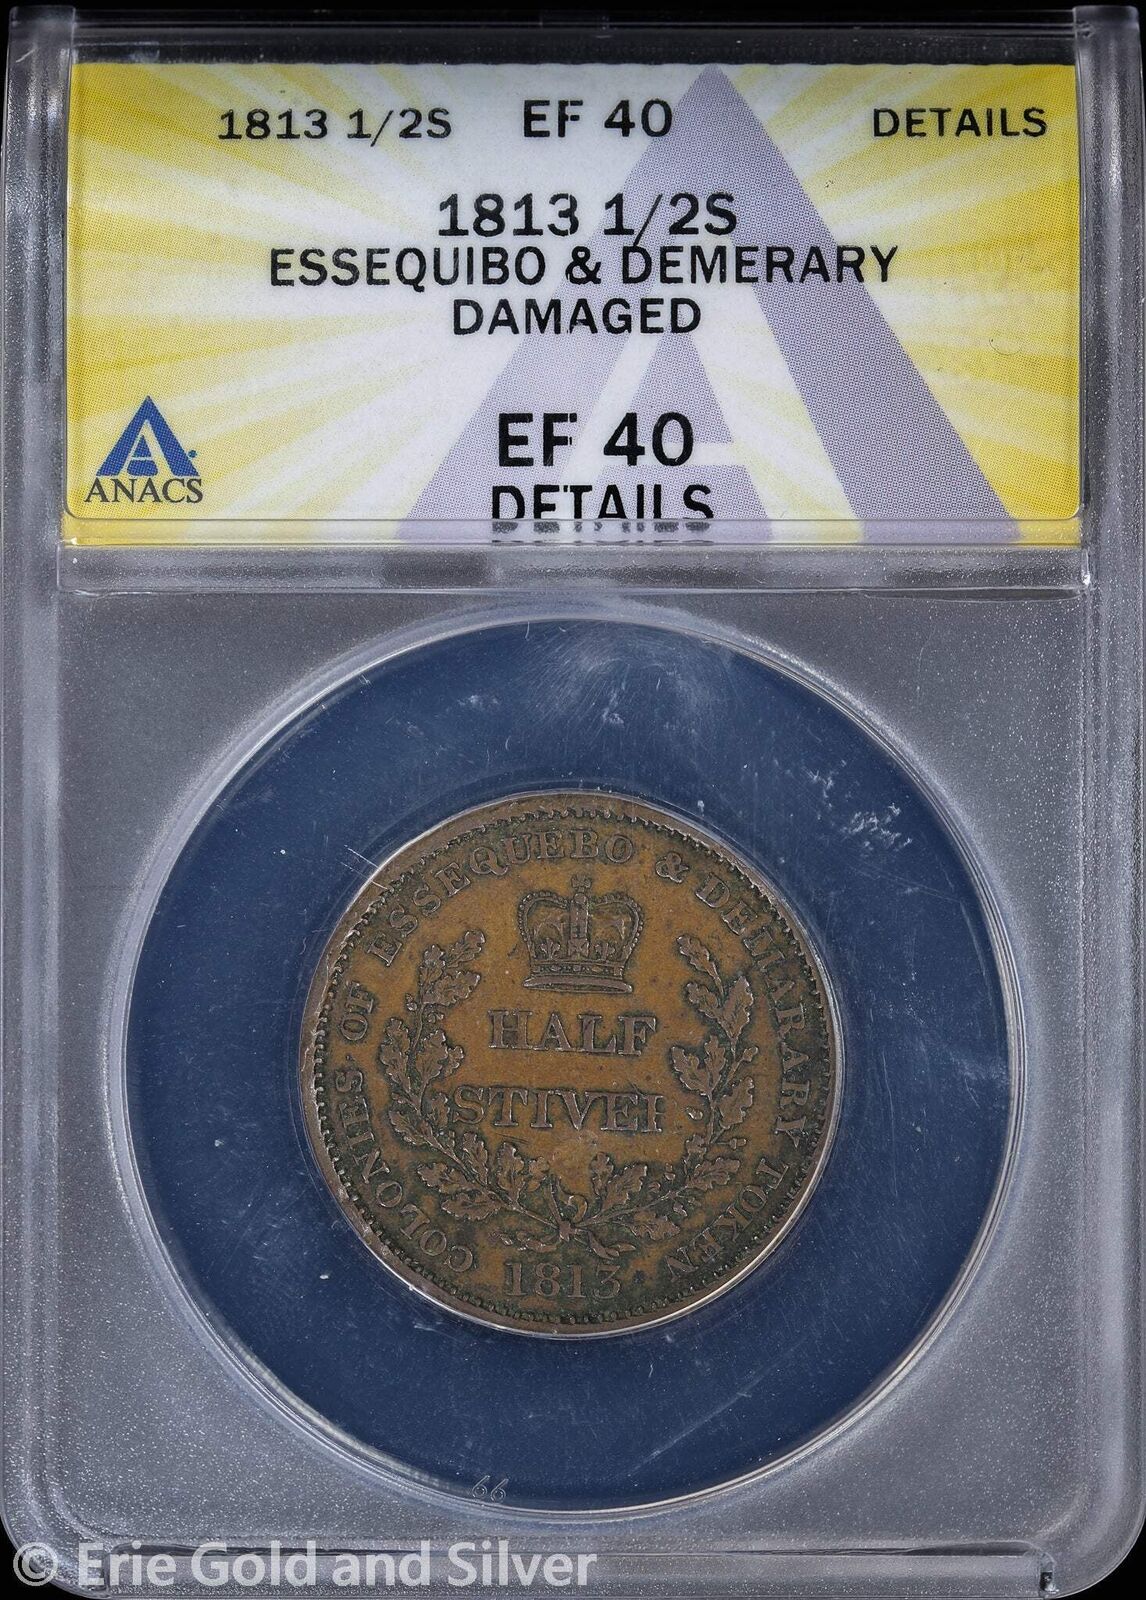 1813 1/2S EF 40 DETAILS
1813 1/2S
ESSEQUIBO & DEMERARY
DAMAGED
EF 40
DETAILS
ANACS
COLONIES OF ESSEQUEBO & DEMARARY TOKEN
HALF
STIVER
1813
66
© Erie Gold and Silver